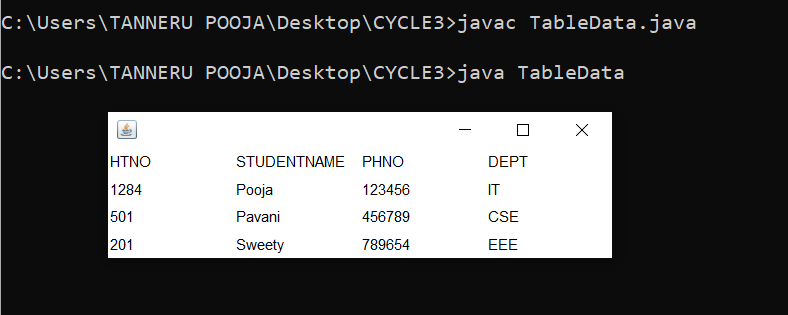 C:\Users\TANNERU POOJA\Desktop\CYCLE3>javac TableData.java
C:\Users\TANNERU POOJA\Desktop\CYCLE3>java TableData
HTNO STUDENTNAME PHNO DEPT
1284 Pooja 123456 IT
501 Pavani 456789 CSE
201 Sweety 789654 EEE